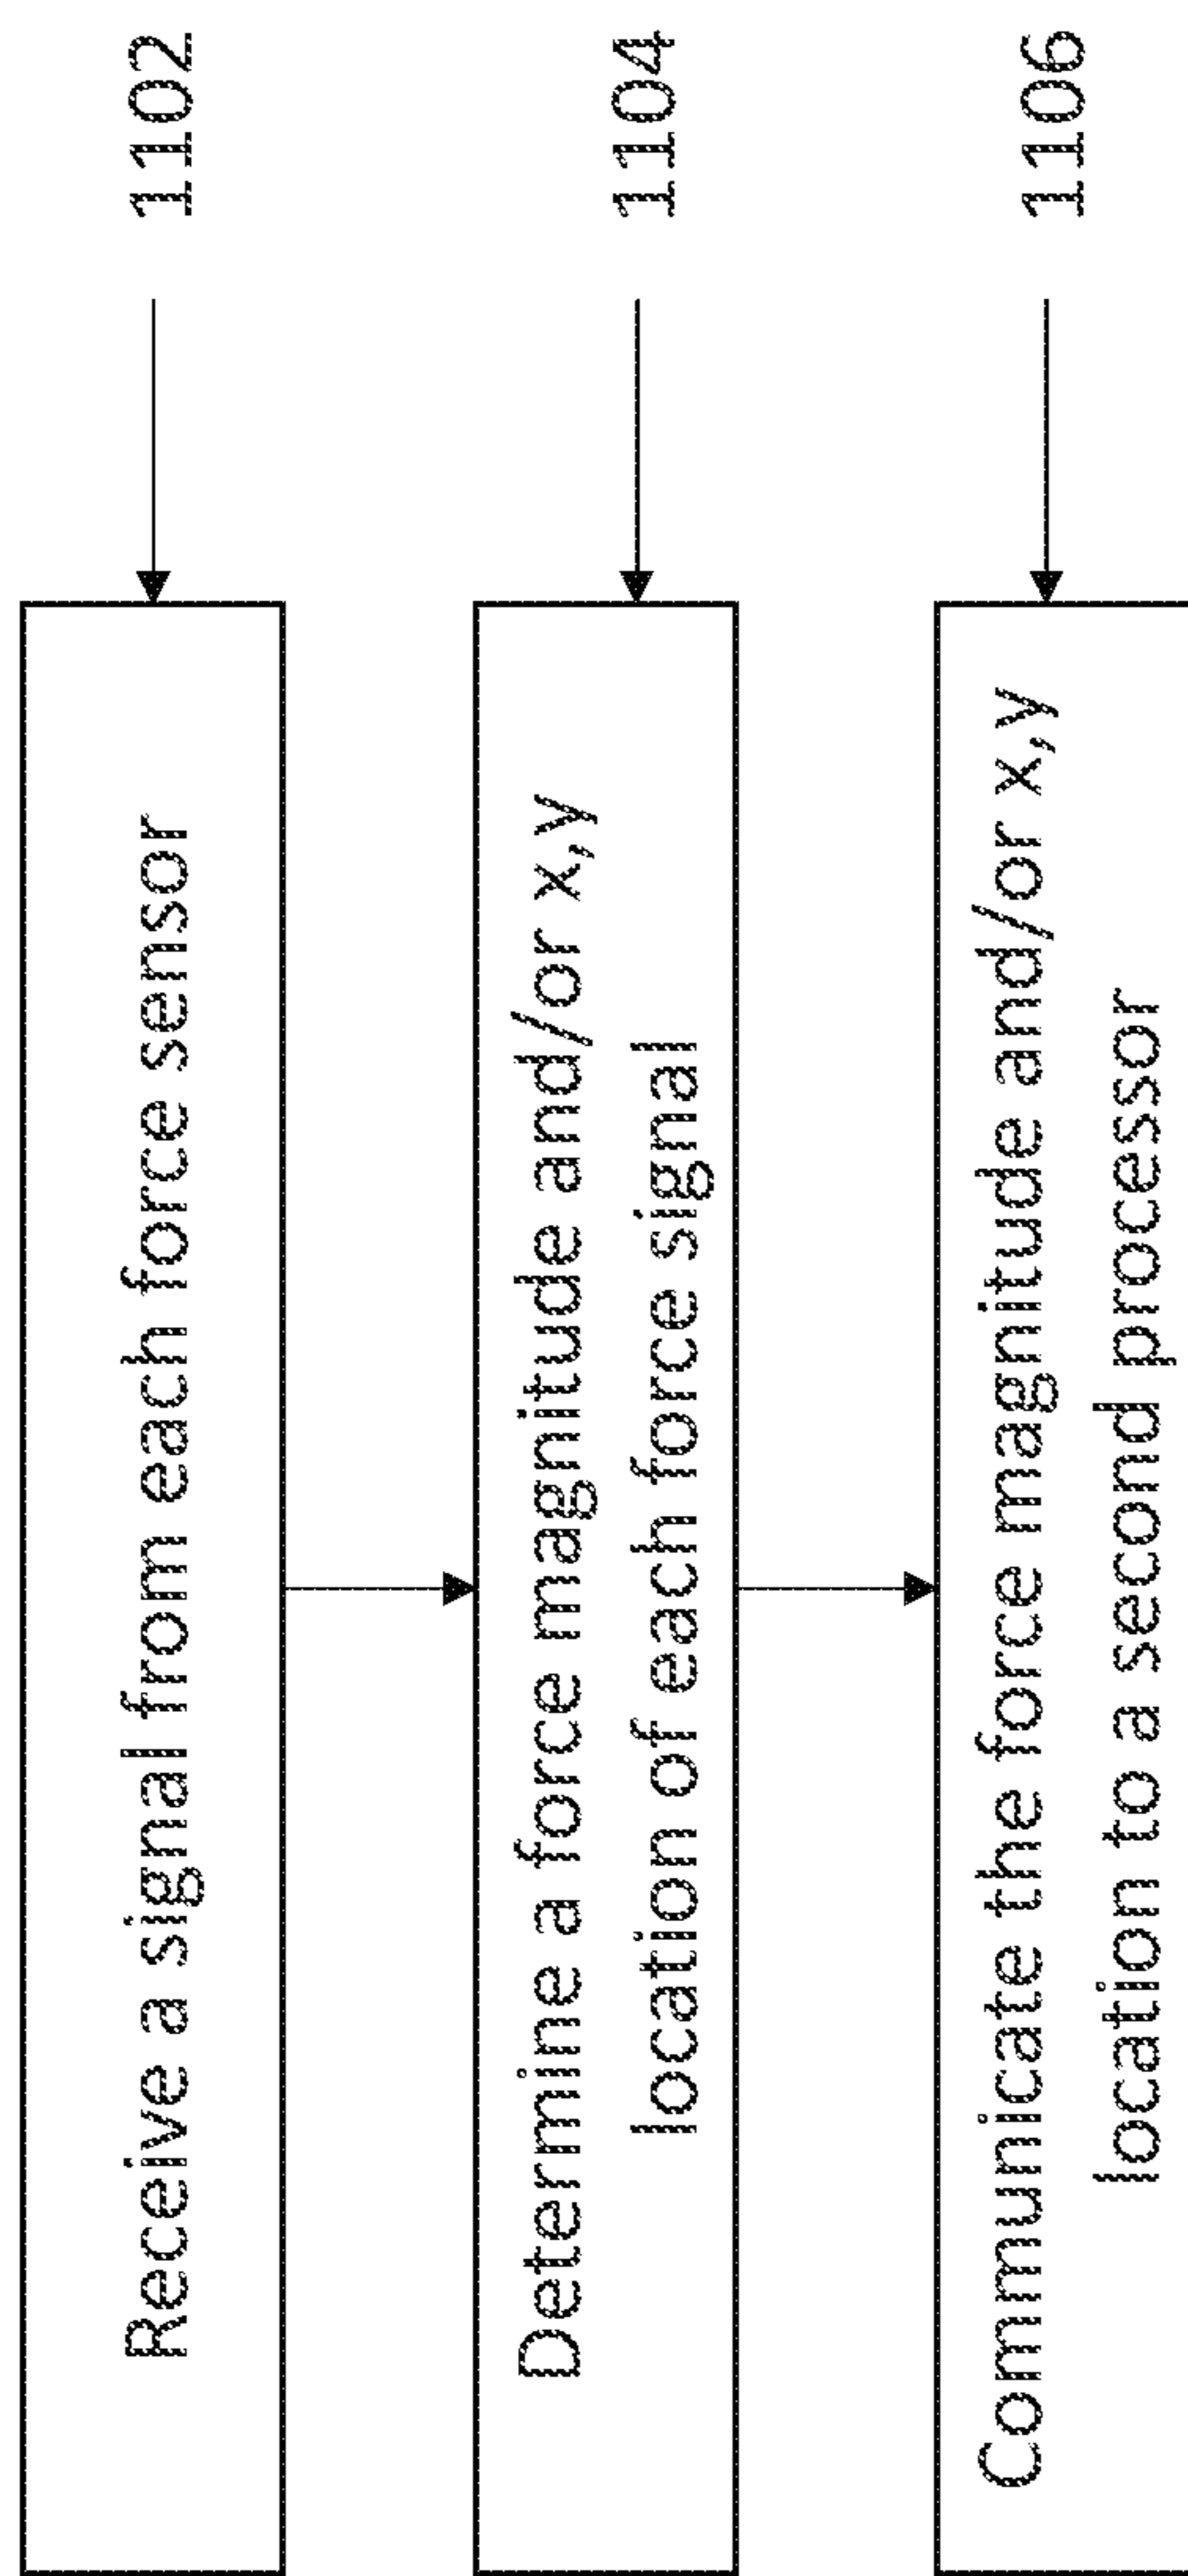 Receive a signal from each force sensor
1102
Determine a force magnitude and/or x,y
location of each force signal
1104
Communicate the force magnitude and/or x,y
location to a second processor
1106